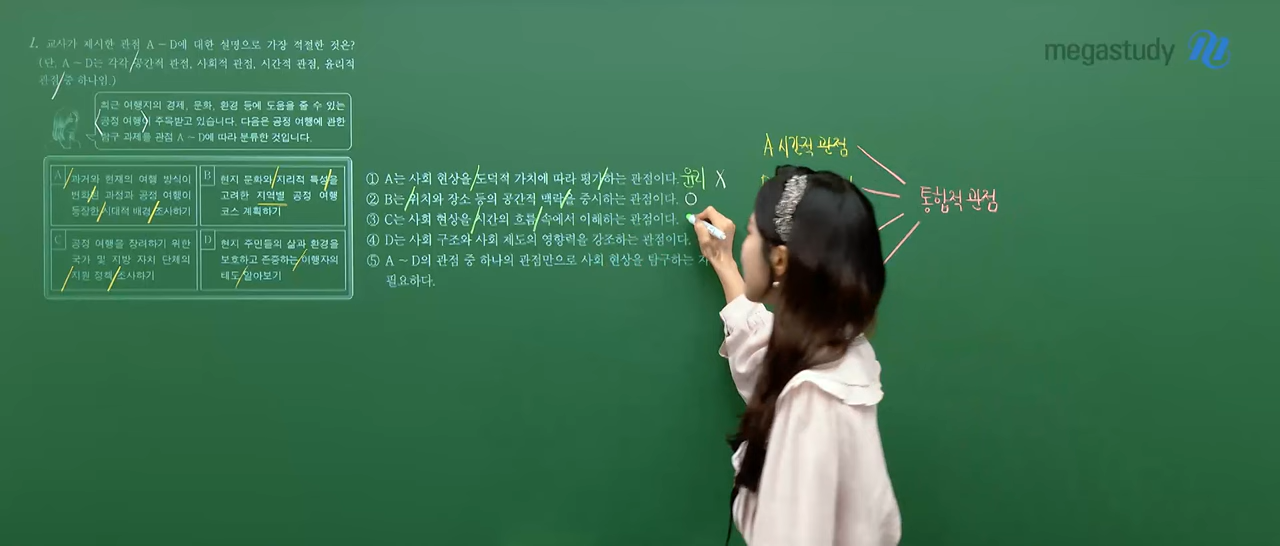 megastudy
1. 교사가 제시한 관점 A ~ D에 대한 설명으로 가장 적절한 것은?
(단, A ~ D는 각각 공간적 관점, 사회적 관점, 시간적 관점, 윤리적
관점 중 하나임.)
최근 여행지의 경제, 문화, 환경 등에 도움을 줄 수 있는
공정 여행이 주목받고 있습니다. 다음은 공정 여행에 관한
탐구 과제를 관점 A ~ D에 따라 분류한 것입니다.
A 과거와 현재의 여행 방식이
변화된 과정과 공정 여행이
등장한 시대적 배경 조사하기
B 현지 문화와 지리적 특성을
고려한 지역별 공정 여행
코스 계획하기
C 공정 여행을 장려하기 위한
국가 및 지방 자치 단체의
지원 정책 조사하기
D 현지 주민들의 삶과 환경을
보호하고 존중하는 여행자의
태도 알아보기
① A는 사회 현상을 도덕적 가치에 따라 평가하는 관점이다. 윤리 X
② B는 위치와 장소 등의 공간적 맥락을 중시하는 관점이다. O
③ C는 사회 현상을 시간의 흐름 속에서 이해하는 관점이다.
④ D는 사회 구조와 사회 제도의 영향력을 강조하는 관점이다.
⑤ A ~ D의 관점 중 하나의 관점만으로 사회 현상을 탐구하는
필요하다.
A 시간적 관점
통합적 관점